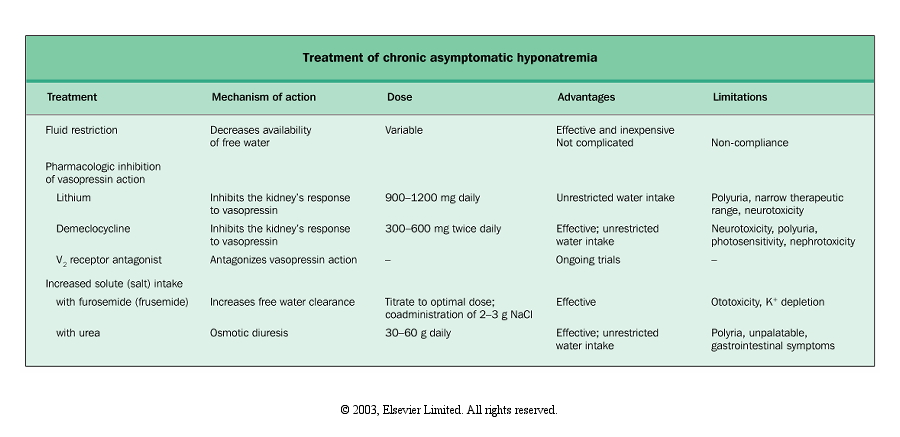 Treatment of chronic asymptomatic hyponatremia
Treatment Mechanism of action Dose Advantages Limitations
Fluid restriction Decreases availability Variable Effective and inexpensive
of free water Not complicated Non-compliance
Pharmacologic inhibition
of vasopressin action
Lithium Inhibits the kidney's response 900–1200 mg daily Unrestricted water intake Polyuria, narrow therapeutic
to vasopressin range, neurotoxicity
Demeclocycline Inhibits the kidney's response 300–600 mg twice daily Effective; unrestricted Neurotoxicity, polyuria,
to vasopressin water intake photosensitivity, nephrotoxicity
V2 receptor antagonist Antagonizes vasopressin action – Ongoing trials –
Increased solute (salt) intake
with furosemide (frusemide) Increases free water clearance Titrate to optimal dose; Effective Ototoxicity, K+ depletion
coadministration of 2–3 g NaCl
with urea Osmotic diuresis 30–60 g daily Effective; unrestricted Polyria, unpalatable,
water intake gastrointestinal symptoms
© 2003, Elsevier Limited. All rights reserved.